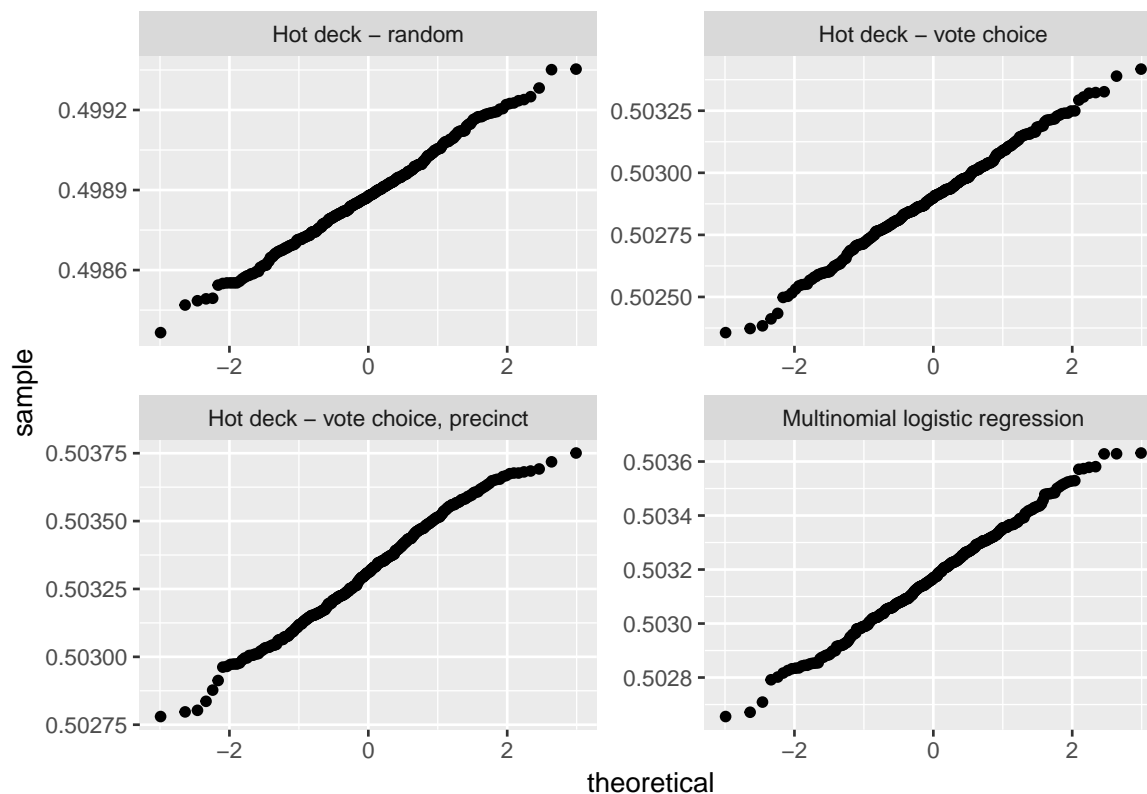 Hot deck − random
Hot deck − vote choice
0.4992
0.4989
0.4986
0.50325
0.50300
0.50275
0.50250
−2 0 2
−2 0 2
Hot deck − vote choice, precinct
Multinomial logistic regression
0.50375
0.50350
0.50325
0.50300
0.50275
0.5036
0.5034
0.5032
0.5030
0.5028
−2 0 2
−2 0 2
sample
theoretical